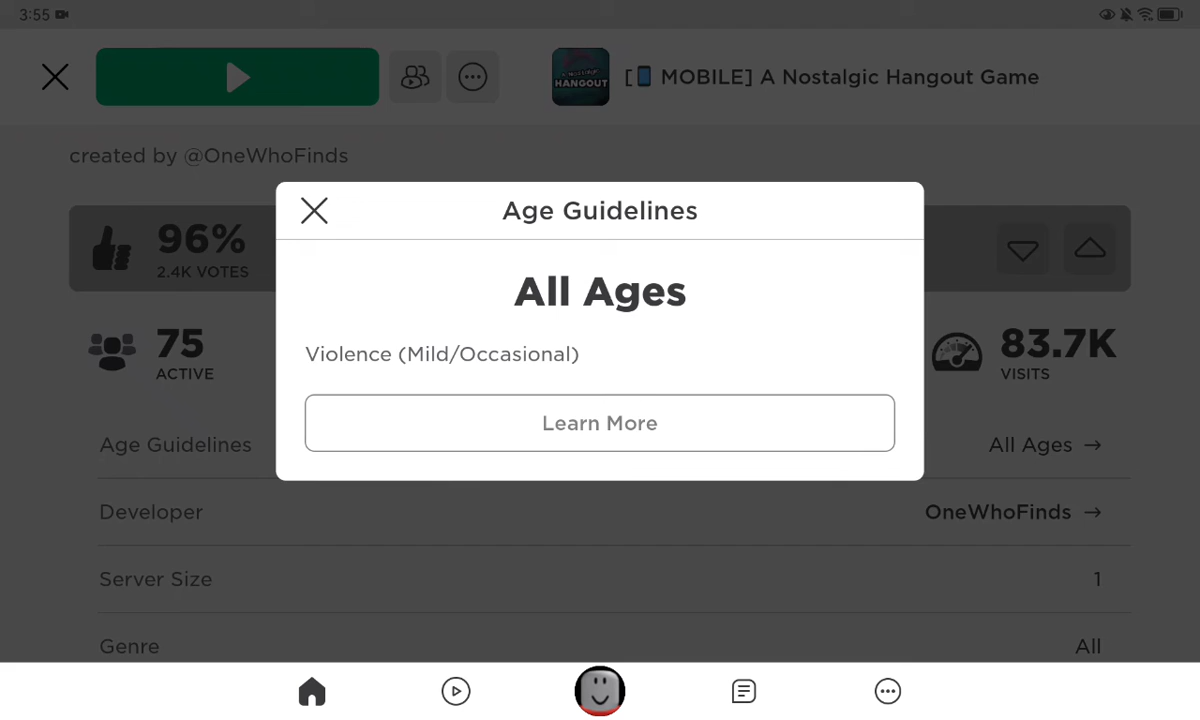 3:55
[📱 MOBILE] A Nostalgic Hangout Game
HANGOUT
created by @OneWhoFinds
Age Guidelines
96%
2.4K VOTES
All Ages
75
ACTIVE
Violence (Mild/Occasional)
83.7K
VISITS
Learn More
Age Guidelines
All Ages →
Developer
OneWhoFinds →
Server Size
1
Genre
All